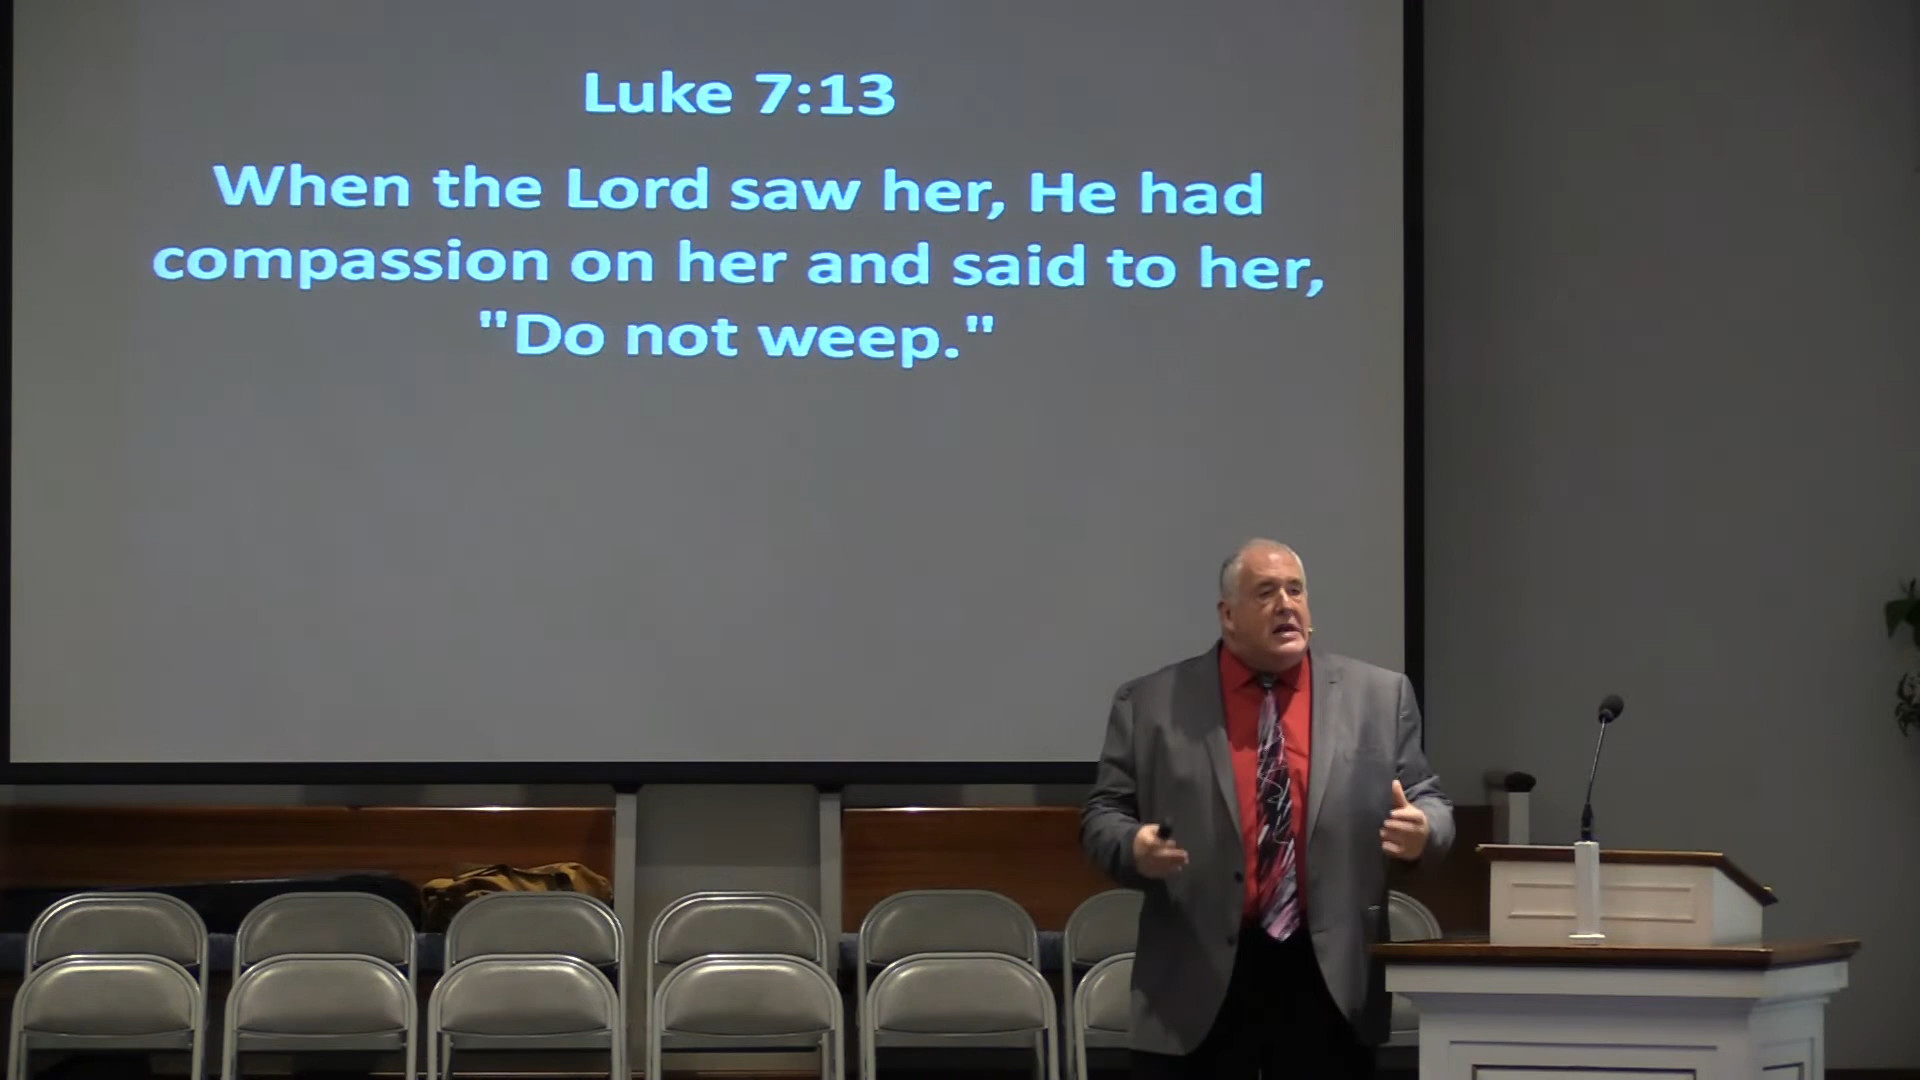 Luke 7:13
When the Lord saw her, He had
compassion on her and said to her,
"Do not weep."